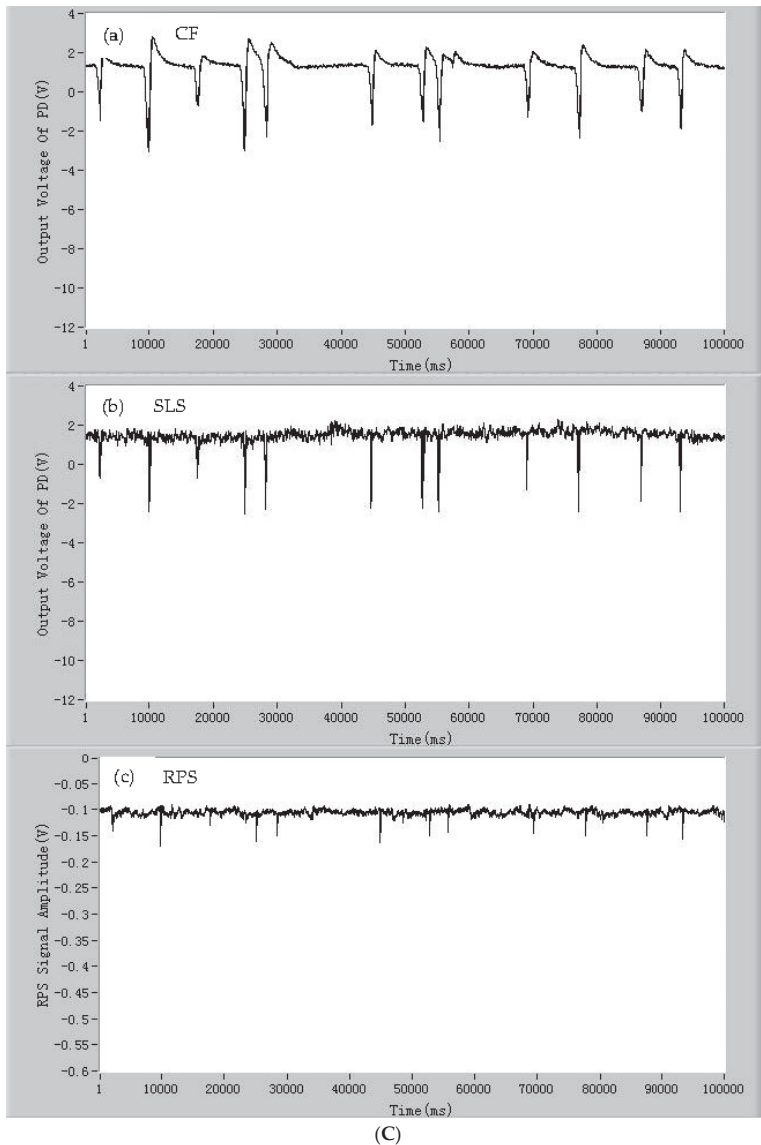 (a) CF
4
2
0
-2
-4
-6
-8
-10
-12
Output Voltage Of PD(V)
1 10000 20000 30000 40000 50000 60000 70000 80000 90000 100000
Time(ms)
(b) SLS
4
2
0
-2
-4
-6
-8
-10
-12
Output Voltage Of PD(V)
1 10000 20000 30000 40000 50000 60000 70000 80000 90000 100000
Time(ms)
(c) RPS
0
-0.05
-0.1
-0.15
-0.2
-0.25
-0.3
-0.35
-0.4
-0.45
-0.5
-0.55
-0.6
RPS Signal Amplitude(V)
1 10000 20000 30000 40000 50000 60000 70000 80000 90000 100000
Time(ms)
(C)